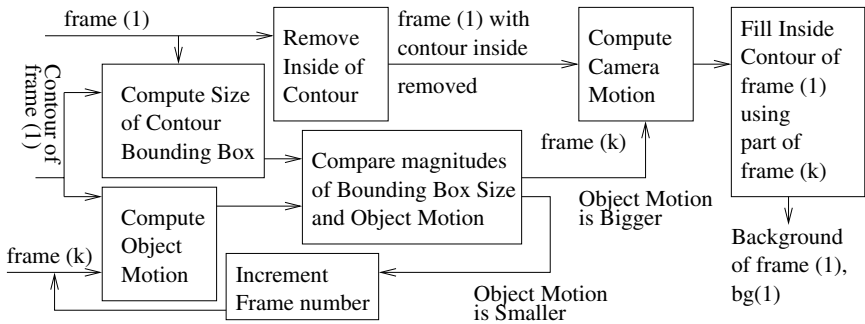 frame (1)
Remove
Inside of
Contour
frame (1) with
contour inside
removed
Compute
Camera
Motion
Fill Inside
Contour of
frame (1)
using
part of
frame (k)
Contour of
frame (1)
Compute Size
of Contour
Bounding Box
Compare magnitudes
of Bounding Box Size
and Object Motion
frame (k)
Object Motion
is Bigger
Compute
Object
Motion
frame (k)
Increment
Frame number
Object Motion
is Smaller
Background
of frame (1),
bg(1)